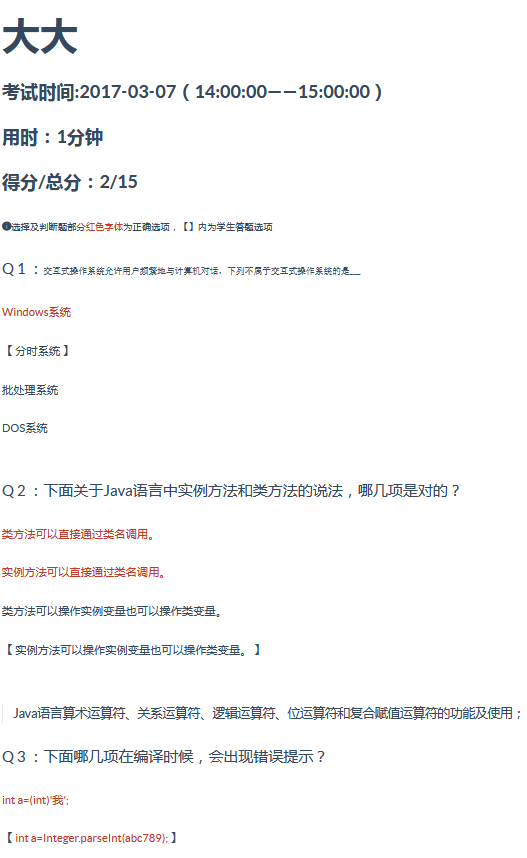 大大
考试时间:2017-03-07（14:00:00——15:00:00）
用时：1分钟
得分/总分：2/15
选择及判断题部分红色字体为正确选项，【】内为学生答题选项
Q 1 ：交互式操作系统允许用户频繁地与计算机对话，下列不属于交互式操作系统的是___
Windows系统
【 分时系统 】
批处理系统
DOS系统
Q 2 ：下面关于Java语言中实例方法和类方法的说法，哪几项是对的？
类方法可以直接通过类名调用。
实例方法可以直接通过类名调用。
类方法可以操作实例变量也可以操作类变量。
【 实例方法可以操作实例变量也可以操作类变量。 】
Java语言算术运算符、关系运算符、逻辑运算符、位运算符和复合赋值运算符的功能及使用；
Q 3 ：下面哪几项在编译时候，会出现错误提示？
int a=(int)'我';
【 int a=Integer.parseInt(abc789); 】